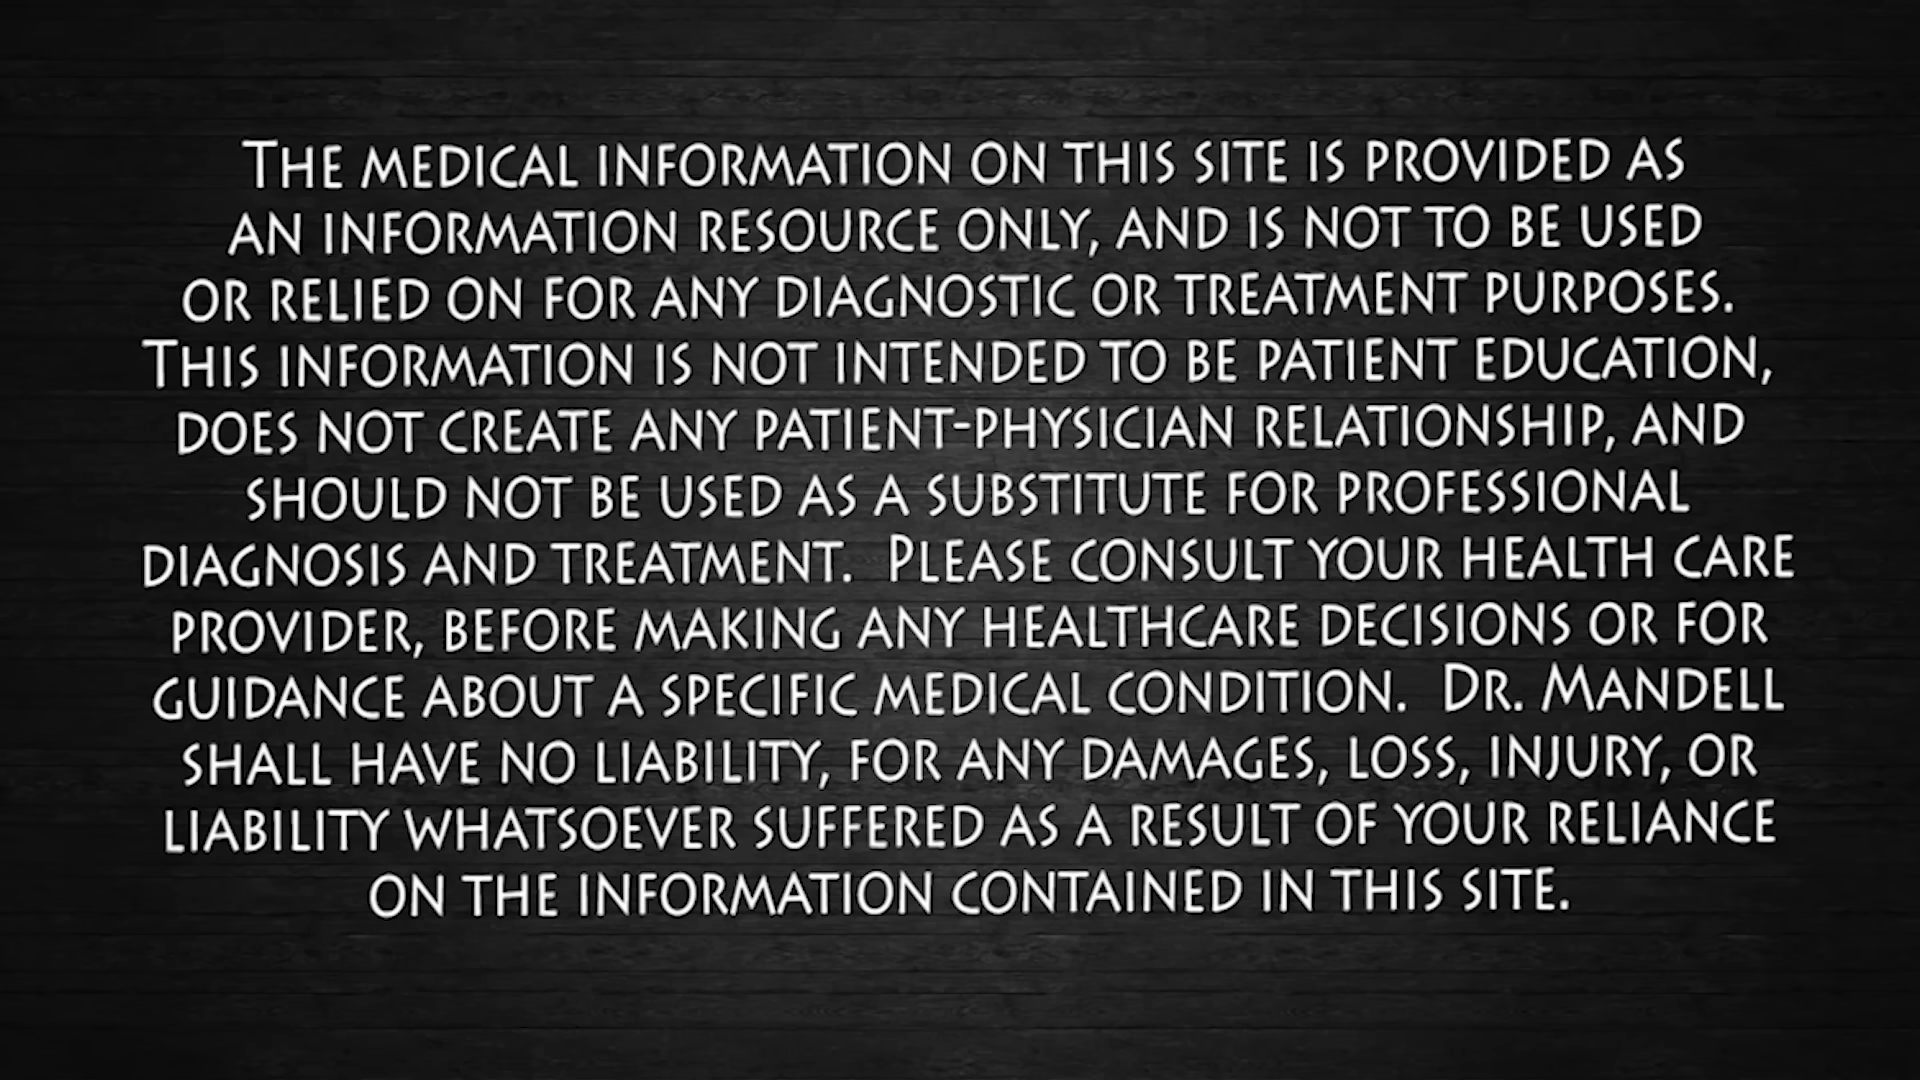 The medical information on this site is provided as
an information resource only, and is not to be used
or relied on for any diagnostic or treatment purposes.
This information is not intended to be patient education,
does not create any patient-physician relationship, and
should not be used as a substitute for professional
diagnosis and treatment.  Please consult your health care
provider, before making any healthcare decisions or for
guidance about a specific medical condition.  Dr. Mandell
shall have no liability, for any damages, loss, injury, or
liability whatsoever suffered as a result of your reliance
on the information contained in this site.